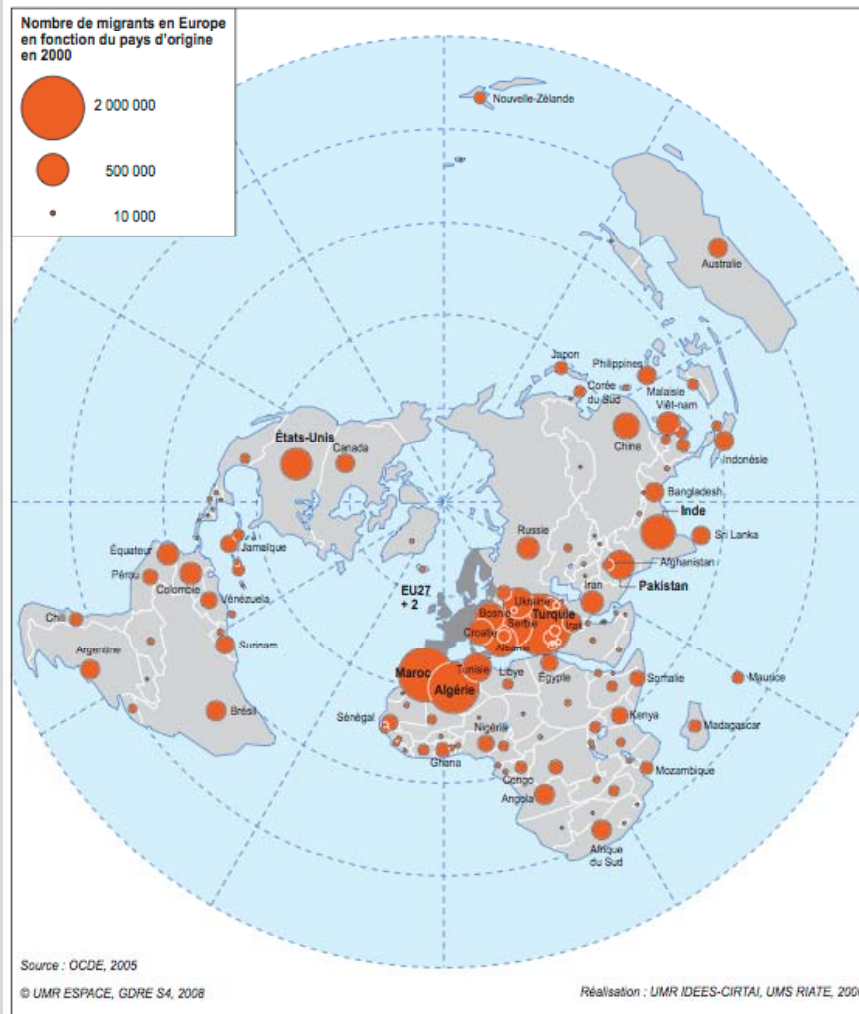 Nombre de migrants en Europe
en fonction du pays d'origine
en 2000
2 000 000
500 000
10 000
Nouvelle-Zélande
Australie
Japon
Philippines
Corée
du Sud
Malaisie
Viêt-nam
Chine
Indonésie
États-Unis
Canada
Bangladesh
Inde
Sri Lanka
Russie
Afghanistan
Jamaïque
Équateur
Pérou
Colombie
Vénézuela
Iran
Pakistan
EU27
+ 2
Ukraine
Bosnie
Turquie
Serbie
Irak
Croatie
Albanie
Chili
Argentine
Surinam
Brésil
Maroc
Tunisie
Algérie
Libye
Égypte
Somalie
Maurice
Sénégal
Nigéria
Kenya
Madagascar
Ghana
Congo
Angola
Mozambique
Afrique
du Sud
Source : OCDE, 2005
© UMR ESPACE, GDRE S4, 2008
Réalisation : UMR IDEES-CIRTAI, UMS RIATE,